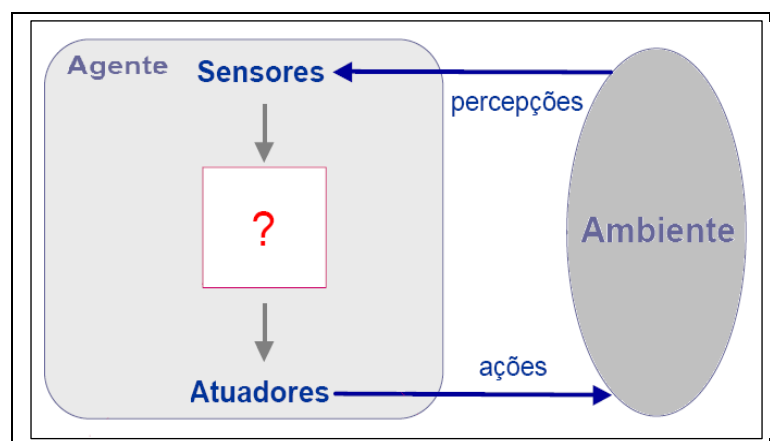 Agente
Sensores
percepções
?
Ambiente
ações
Atuadores